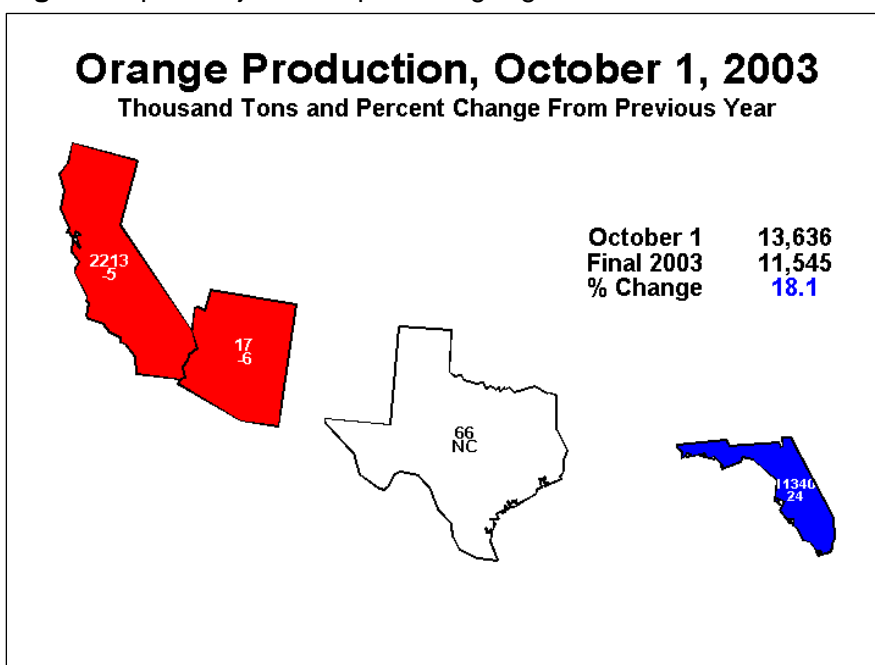 Orange Production, October 1, 2003
Thousand Tons and Percent Change From Previous Year
October 1 13,636
Final 2003 11,545
% Change 18.1
2213
-5
17
-6
66
NC
11340
24